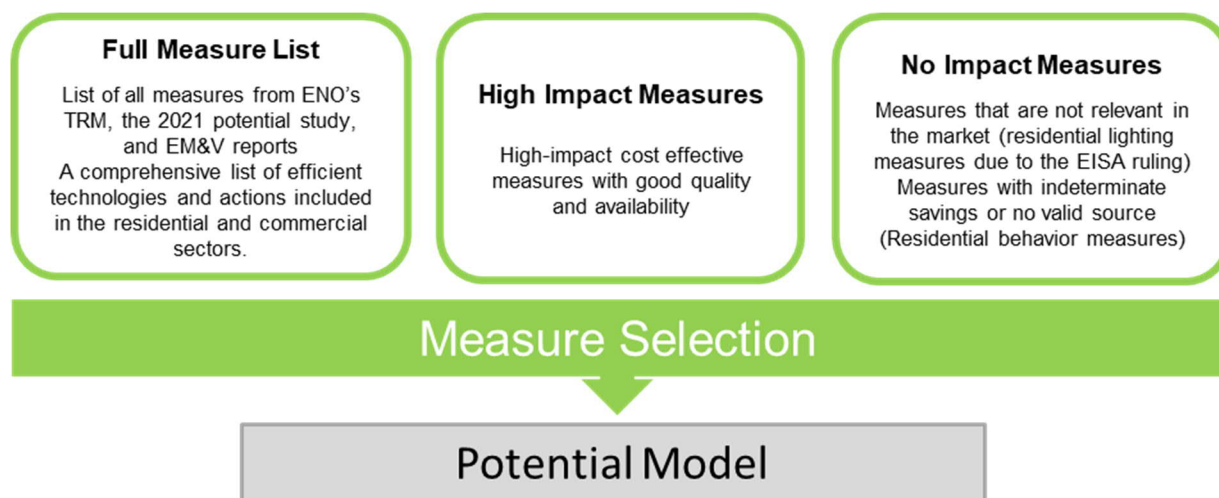 Full Measure List
List of all measures from ENO's
TRM, the 2021 potential study,
and EM&V reports
A comprehensive list of efficient
technologies and actions included
in the residential and commercial
sectors.
High Impact Measures
High-impact cost effective
measures with good quality
and availability
No Impact Measures
Measures that are not relevant in
the market (residential lighting
measures due to the EISA ruling)
Measures with indeterminate
savings or no valid source
(Residential behavior measures)
Measure Selection
Potential Model